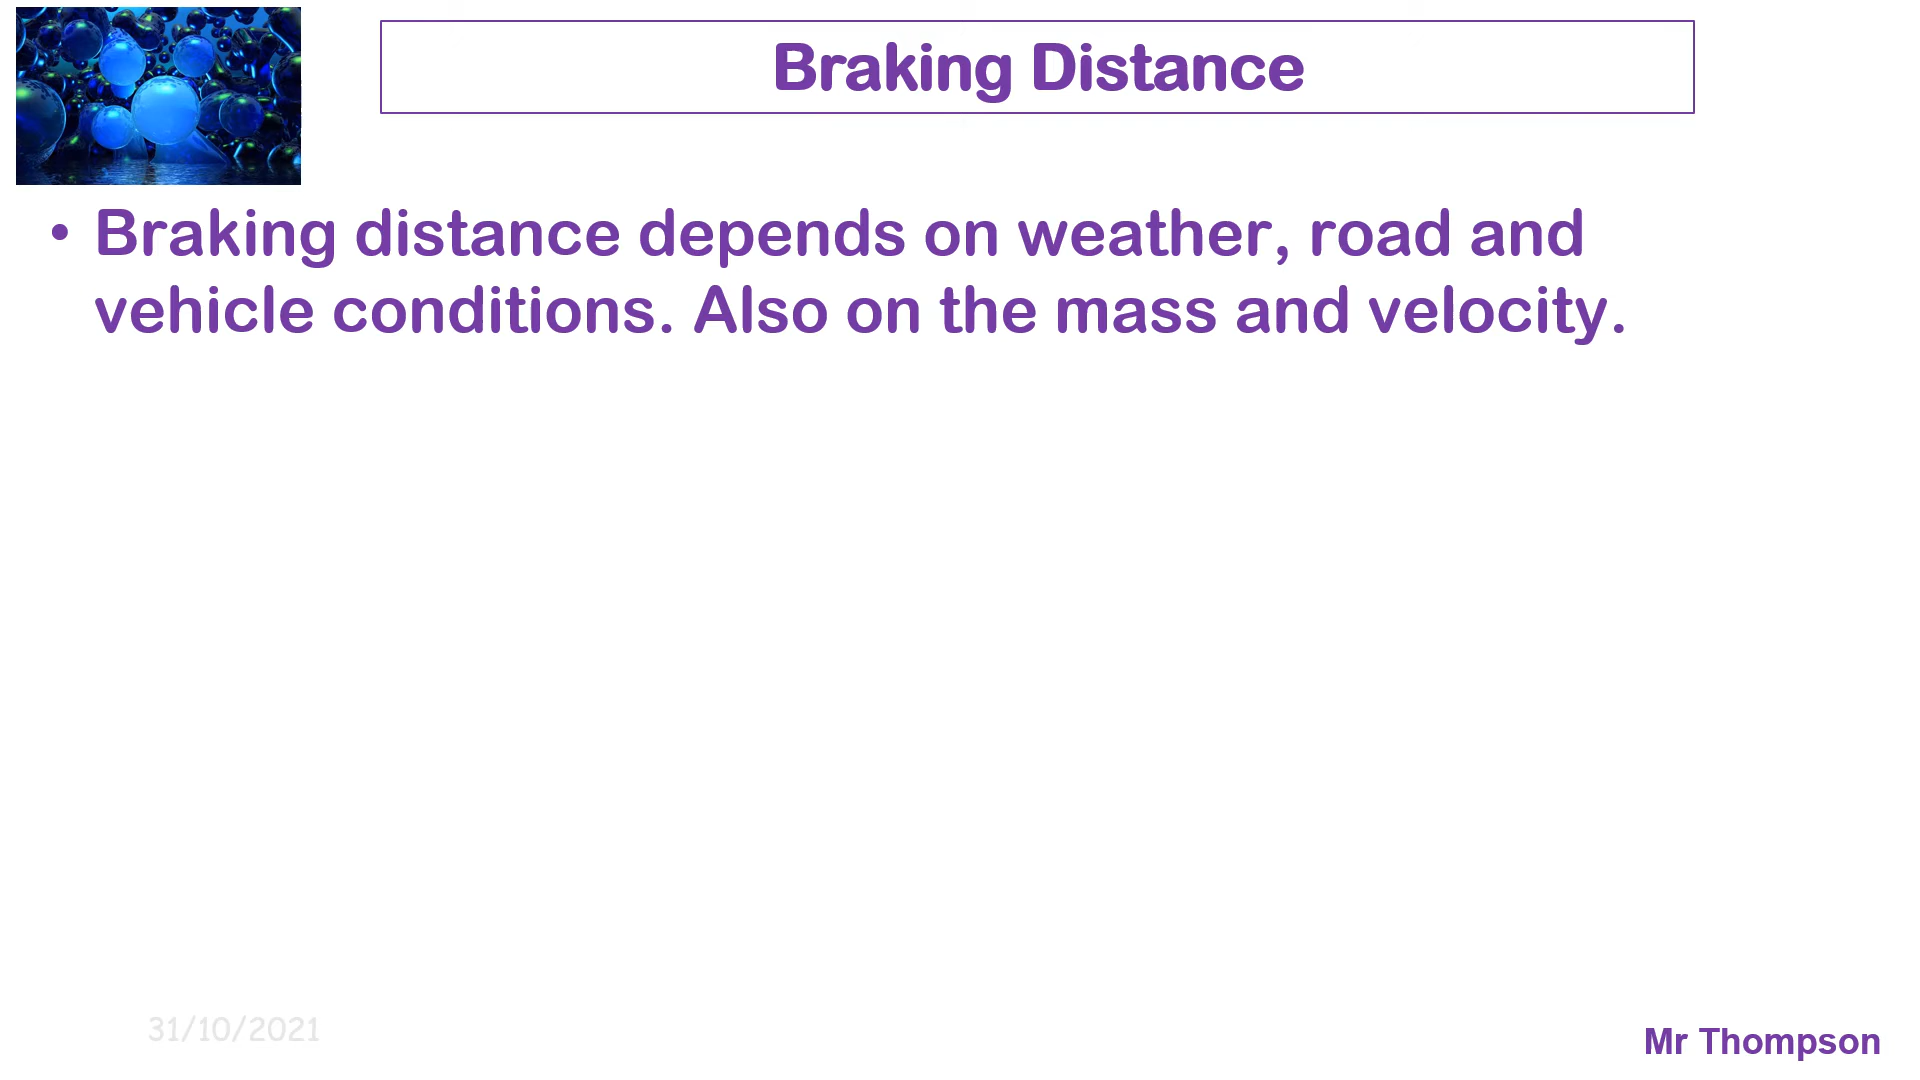 Braking Distance
• Braking distance depends on weather, road and
vehicle conditions. Also on the mass and velocity.
31/10/2021
Mr Thompson